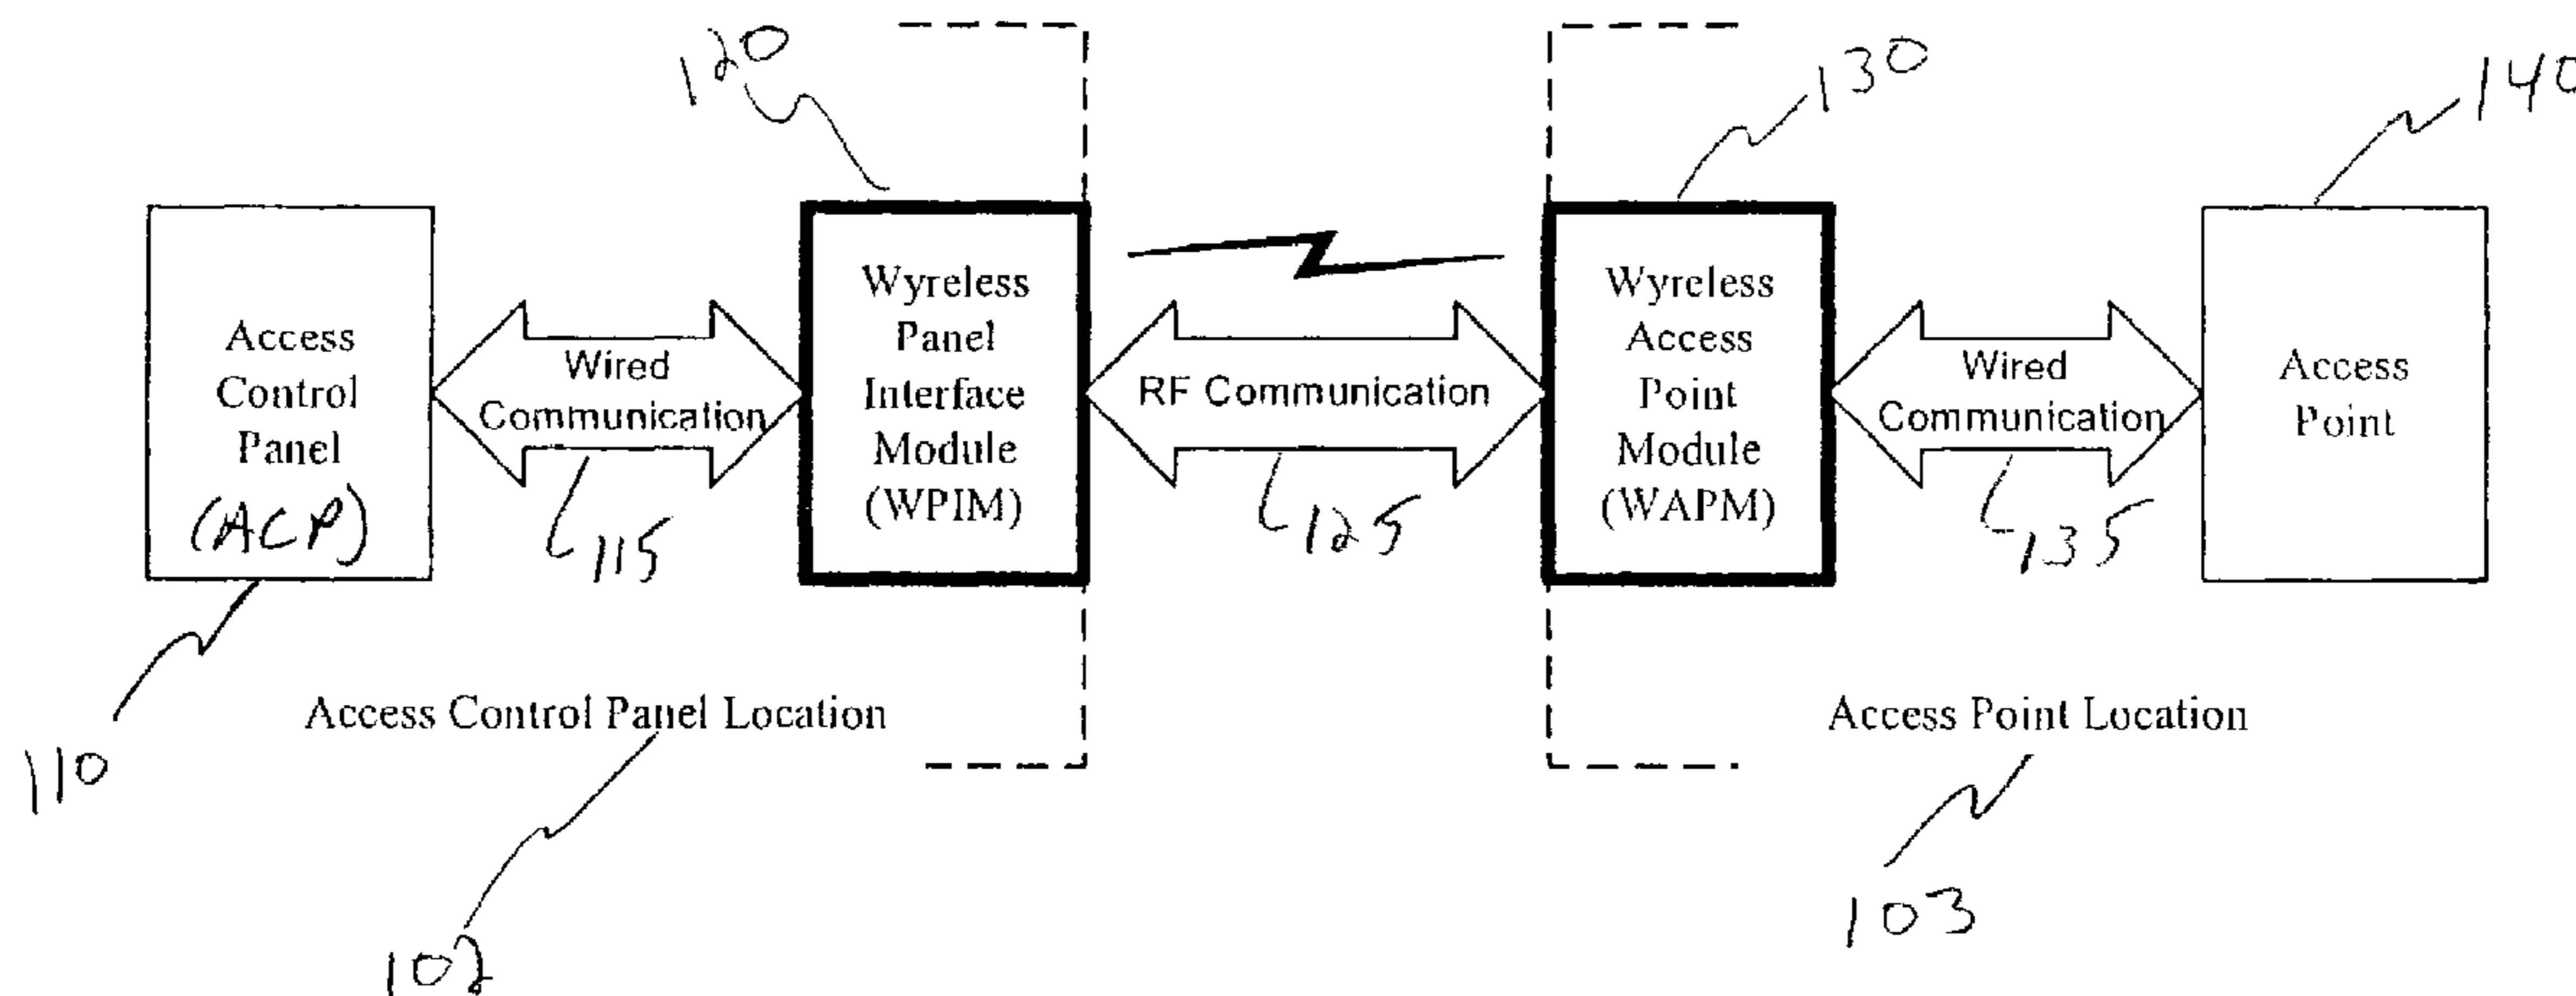 120
130
140
Access
Control
Panel
(ACP)
Wired
Communication
Wyreless
Panel
Interface
Module
(WPIM)
RF Communication
Wyreless
Access
Point
Module
(WAPM)
Wired
Communication
Access
Point
115
125
135
110
Access Control Panel Location
Access Point Location
102
103